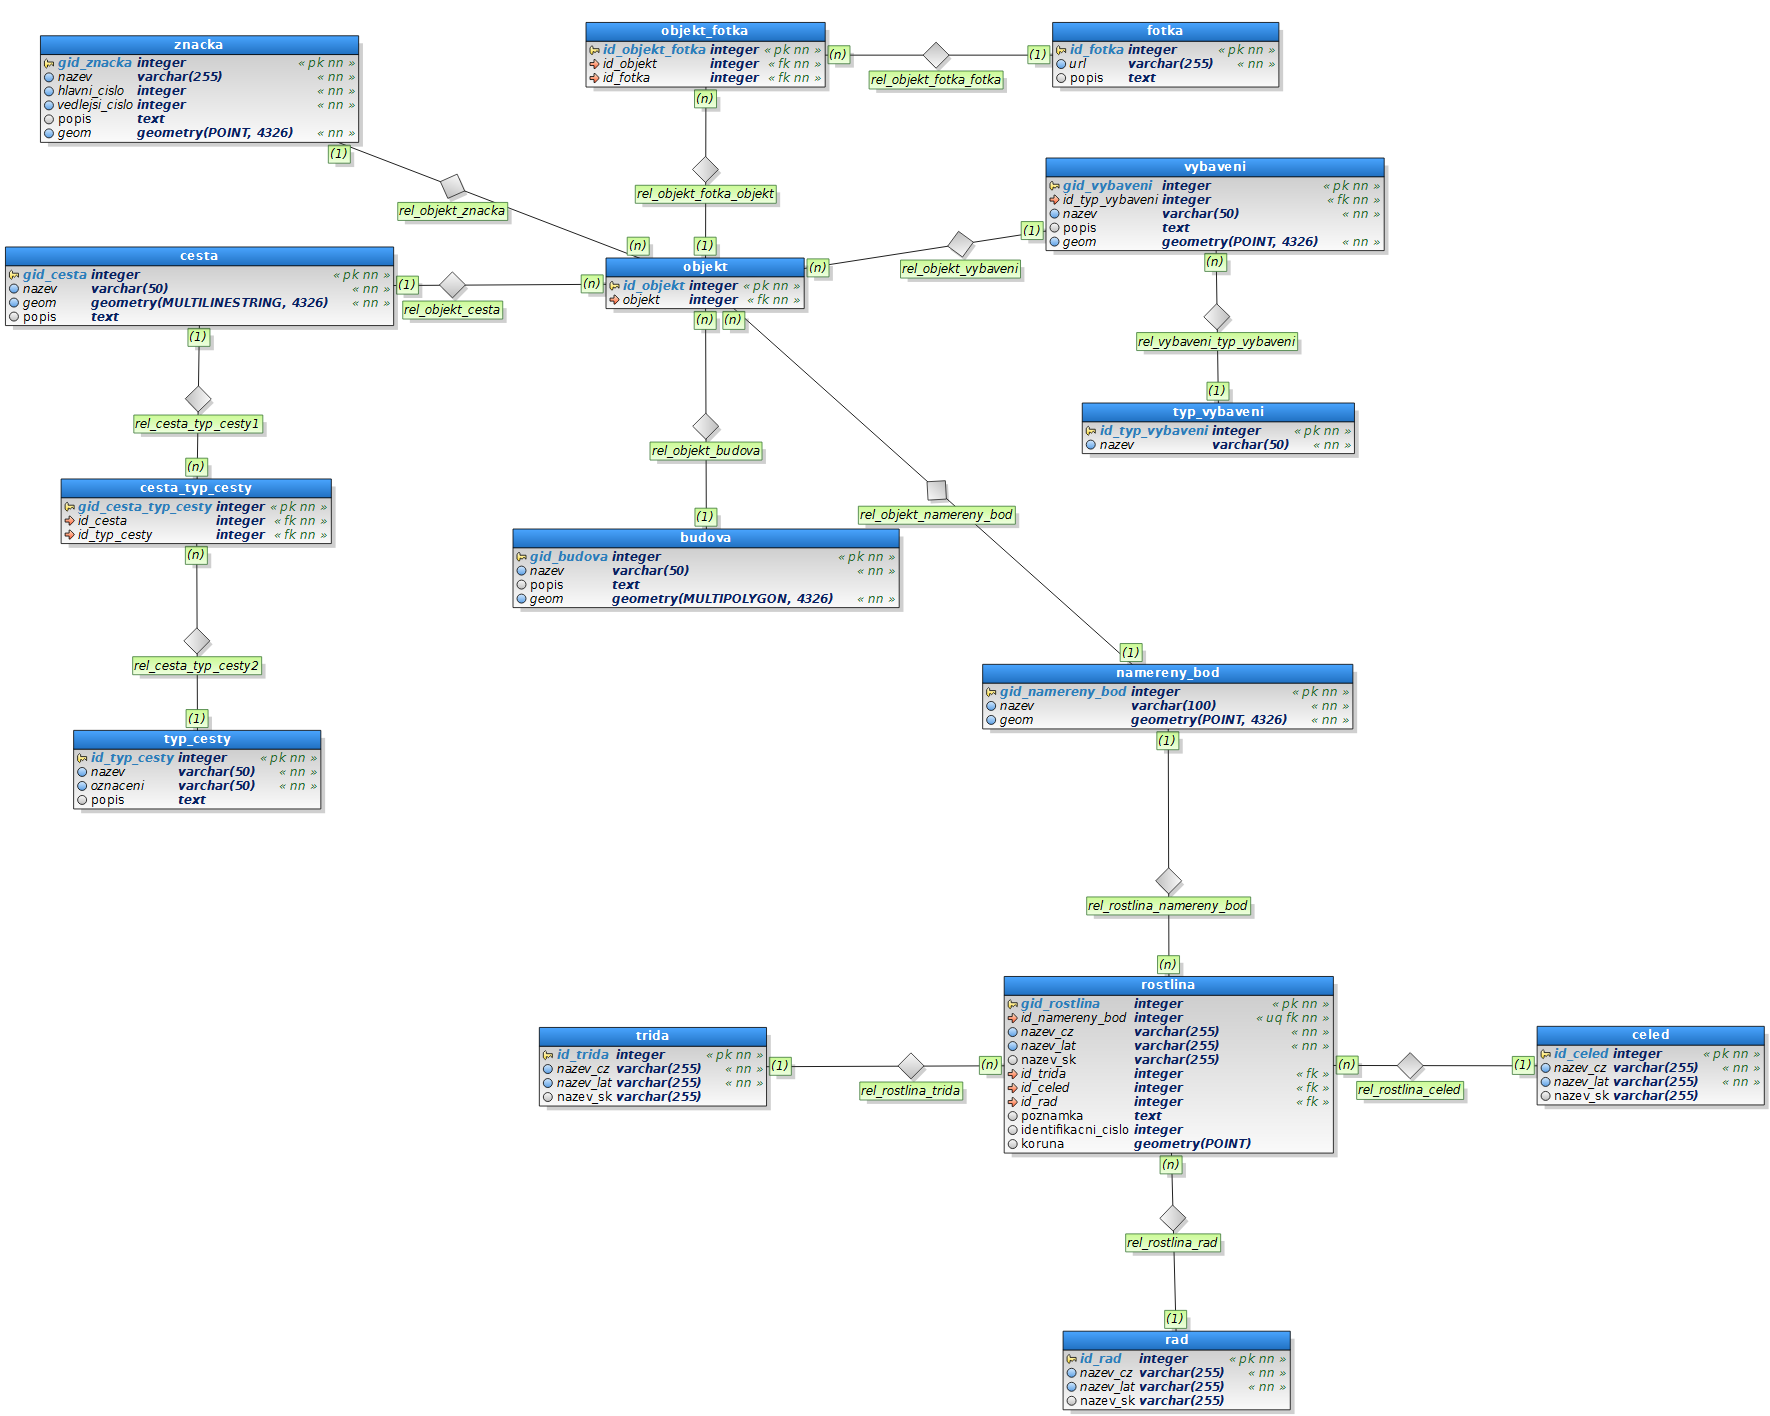 znacka
gid_znacka integer « pk nn »
nazev varchar(255) « nn »
hlavni_cislo integer « nn »
vedlejsi_cislo integer « nn »
popis text
geom geometry(POINT, 4326) « nn »
(1)
rel_objekt_znacka
(n)
objekt_fotka
id_objekt_fotka integer « pk nn »
id_objekt integer « fk nn »
id_fotka integer « fk nn »
(n)
rel_objekt_fotka_fotka
(1)
fotka
id_fotka integer « pk nn »
url varchar(255) « nn »
popis text
(n)
rel_objekt_fotka_objekt
(1)
vybaveni
gid_vybaveni integer « pk nn »
id_typ_vybaveni integer « fk nn »
nazev varchar(50) « nn »
popis text
geom geometry(POINT, 4326) « nn »
(1)
rel_objekt_vybaveni
(n)
cesta
gid_cesta integer « pk nn »
nazev varchar(50) « nn »
geom geometry(MULTILINESTRING, 4326) « nn »
popis text
(1)
rel_objekt_cesta
(n)
objekt
id_objekt integer « pk nn »
objekt integer « fk nn »
(n)
(n)
(n)
rel_vybaveni_typ_vybaveni
(1)
typ_vybaveni
id_typ_vybaveni integer « pk nn »
nazev varchar(50) « nn »
(1)
rel_cesta_typ_cesty1
(n)
cesta_typ_cesty
gid_cesta_typ_cesty integer « pk nn »
id_cesta integer « fk nn »
id_typ_cesty integer « fk nn »
(n)
rel_cesta_typ_cesty2
(1)
typ_cesty
id_typ_cesty integer « pk nn »
nazev varchar(50) « nn »
oznaceni varchar(50) « nn »
popis text
rel_objekt_budova
(1)
budova
gid_budova integer « pk nn »
nazev varchar(50) « nn »
popis text
geom geometry(MULTIPOLYGON, 4326) « nn »
rel_objekt_namereny_bod
(1)
namereny_bod
gid_namereny_bod integer « pk nn »
nazev varchar(100) « nn »
geom geometry(POINT, 4326) « nn »
(1)
rel_rostlina_namereny_bod
(n)
rostlina
gid_rostlina integer « pk nn »
id_namereny_bod integer « uq fk nn »
nazev_cz varchar(255) « nn »
nazev_lat varchar(255) « nn »
nazev_sk varchar(255)
id_trida integer « fk »
id_celed integer « fk »
id_rad integer « fk »
poznamka text
identifikacni_cislo integer
koruna geometry(POINT)
trida
id_trida integer « pk nn »
nazev_cz varchar(255) « nn »
nazev_lat varchar(255) « nn »
nazev_sk varchar(255)
(1)
rel_rostlina_trida
(n)
(n)
rel_rostlina_celed
(1)
celed
id_celed integer « pk nn »
nazev_cz varchar(255) « nn »
nazev_lat varchar(255) « nn »
nazev_sk varchar(255)
(n)
rel_rostlina_rad
(1)
rad
id_rad integer « pk nn »
nazev_cz varchar(255) « nn »
nazev_lat varchar(255) « nn »
nazev_sk varchar(255)